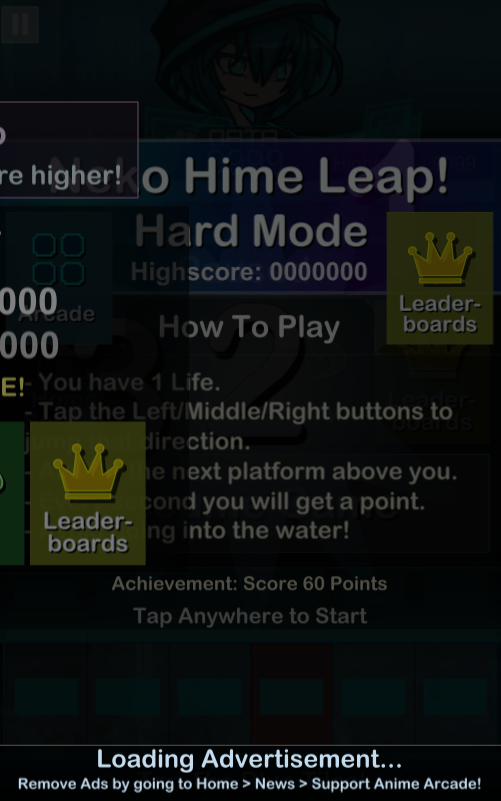 Neko Hime Leap!
re higher!
Hard Mode
Highscore: 0000000
Leader-
boards
000
Arcade
000
How To Play
E!
- You have 1 Life.
- Tap the Left/Middle/Right buttons to
direction.
next platform above you.
you will get a point.
into the water!
Leader-
boards
Achievement: Score 60 Points
Tap Anywhere to Start
Loading Advertisement...
Remove Ads by going to Home > News > Support Anime Arcade!